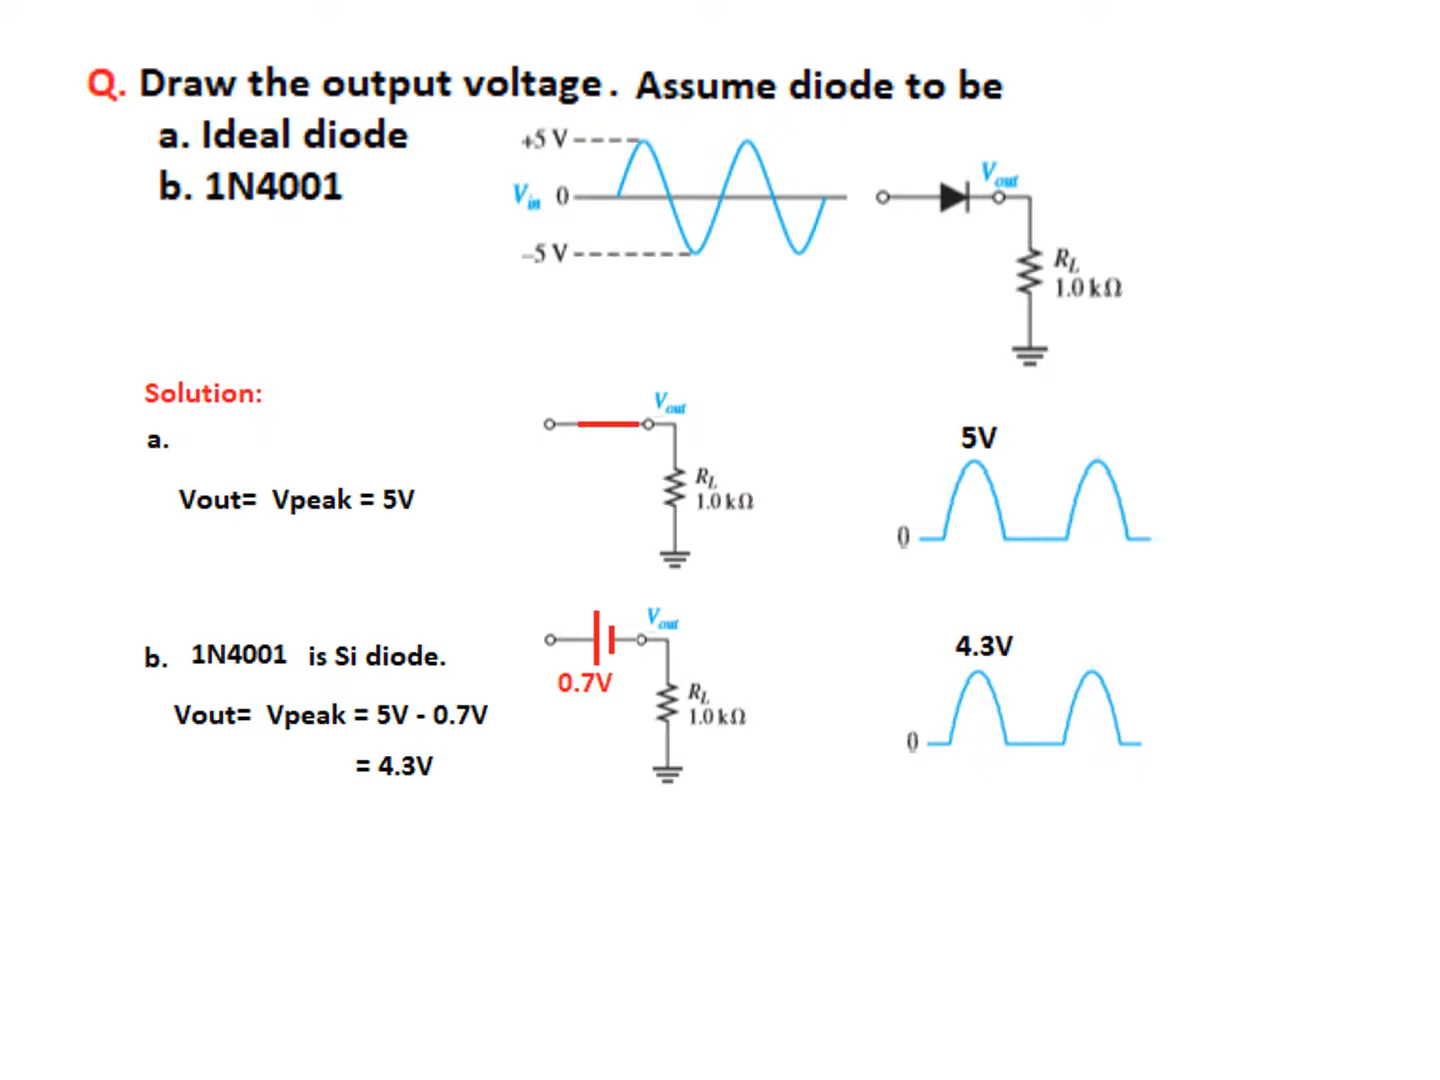 Q. Draw the output voltage. Assume diode to be
a. Ideal diode
b. 1N4001
+5 V
Vin 0
–5 V
Vout
RL
1.0 kΩ
Solution:
a.
Vout= Vpeak = 5V
Vout
RL
1.0 kΩ
5V
0
b. 1N4001 is Si diode.
Vout= Vpeak = 5V - 0.7V
= 4.3V
Vout
0.7V
RL
1.0 kΩ
4.3V
0